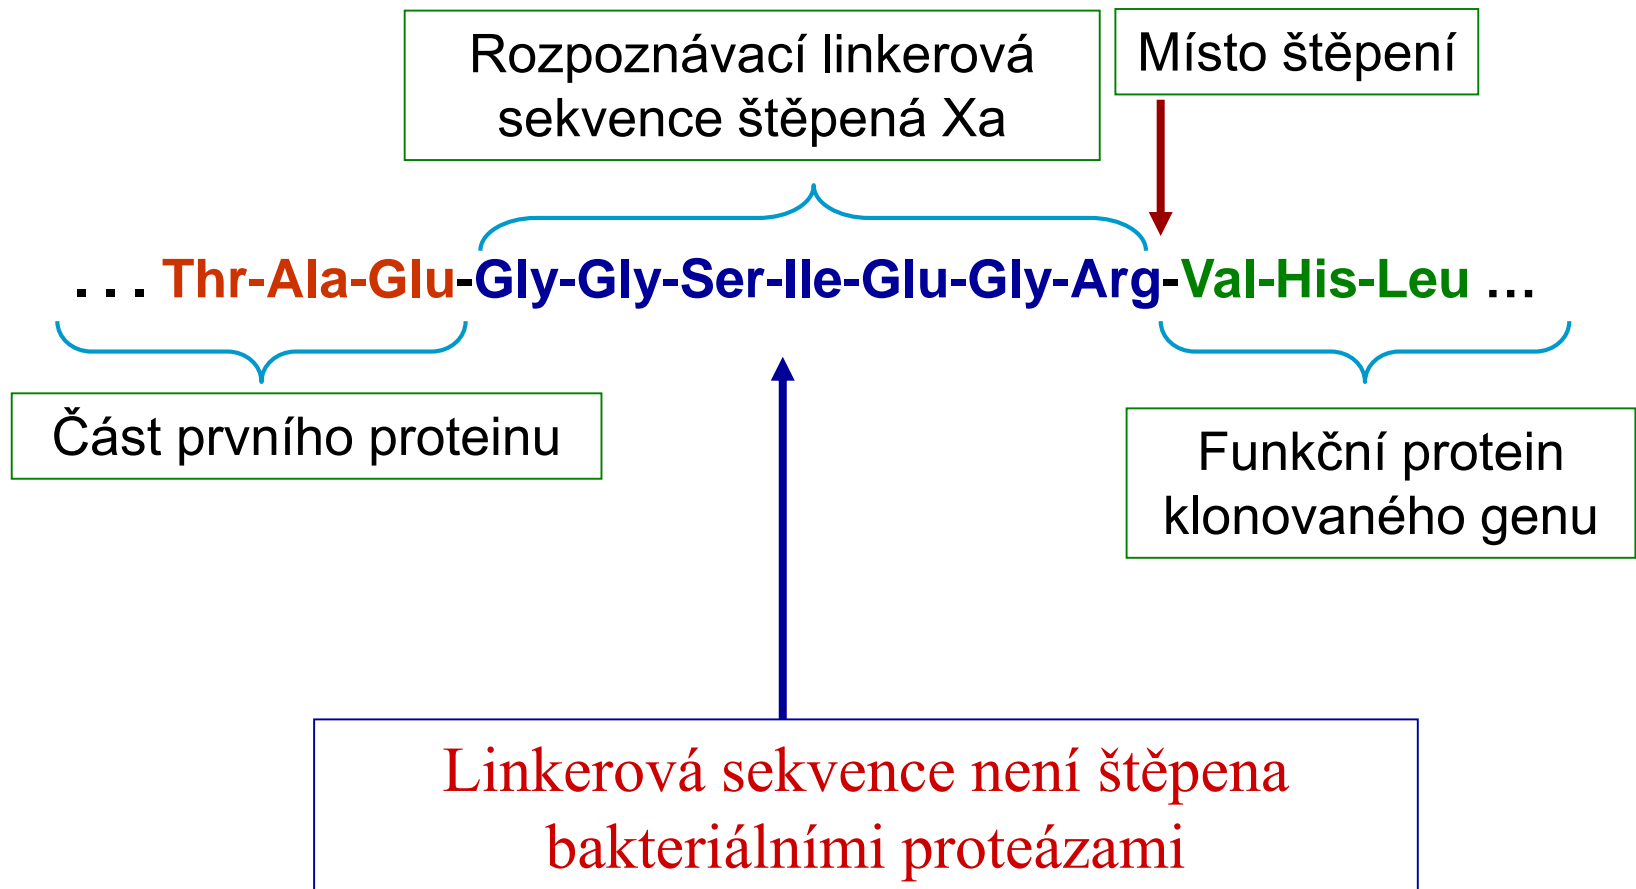 Rozpoznávací linkerová
sekvence štěpená Xa
Místo štěpení
. . . Thr-Ala-Glu-Gly-Gly-Ser-Ile-Glu-Gly-Arg-Val-His-Leu ...
Část prvního proteinu
Funkční protein
klonovaného genu
Linkerová sekvence není štěpena
bakteriálními proteázami